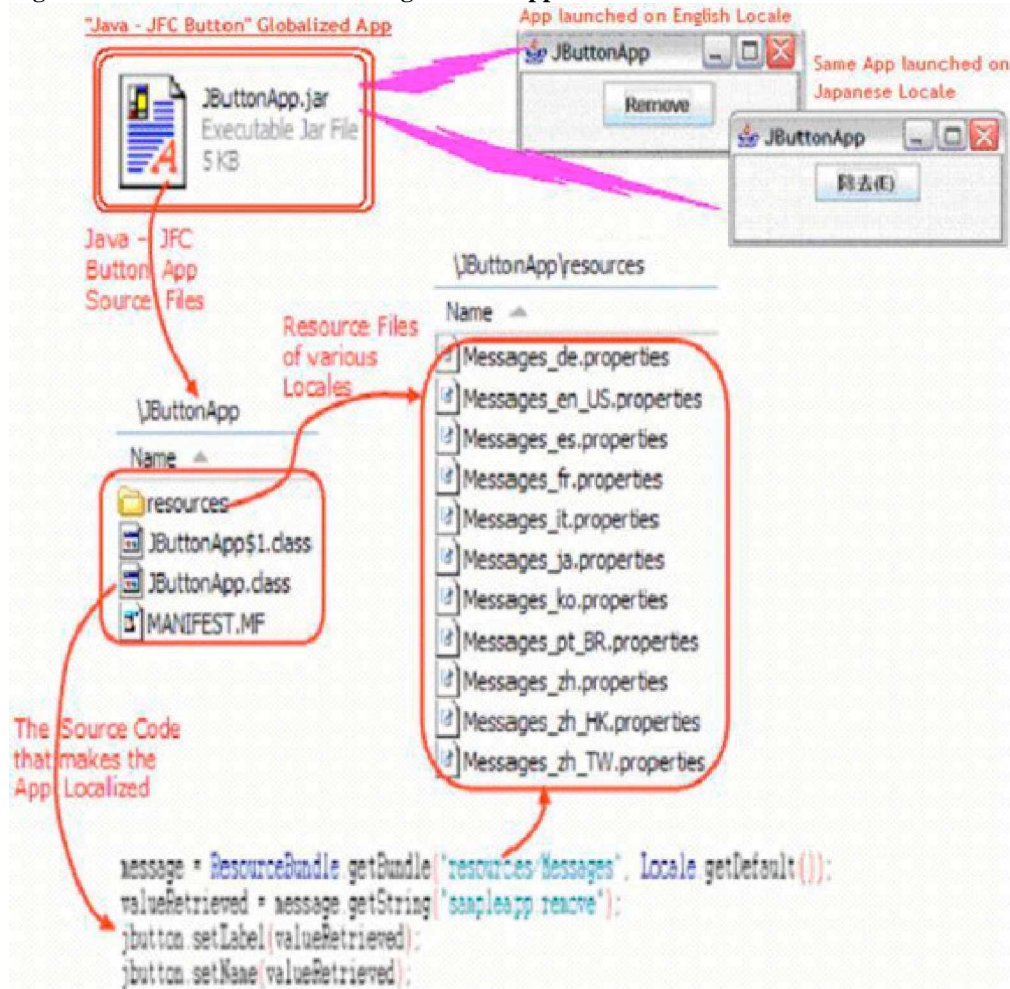 "Java - JFC Button" Globalized App
JButtonApp.jar
Executable Jar File
5 KB
App launched on English Locale
JButtonApp
Remove
Same App launched on
Japanese Locale
JButtonApp
除去(E)
Java - JFC
Button App
Source Files
\JButtonApp
Name
resources
JButtonApp$1.class
JButtonApp.class
MANIFEST.MF
Resource Files
of various
Locales
\JButtonApp\resources
Name
Messages_de.properties
Messages_en_US.properties
Messages_es.properties
Messages_fr.properties
Messages_it.properties
Messages_ja.properties
Messages_ko.properties
Messages_pt_BR.properties
Messages_zh.properties
Messages_zh_HK.properties
Messages_zh_TW.properties
The Source Code
that makes the
App Localized
message = ResourceBundle.getBundle("resources/Messages", Locale.getDefault());
valueRetrieved = message.getString("sampleapp.remove");
jbutton.setLabel(valueRetrieved);
jbutton.setName(valueRetrieved);